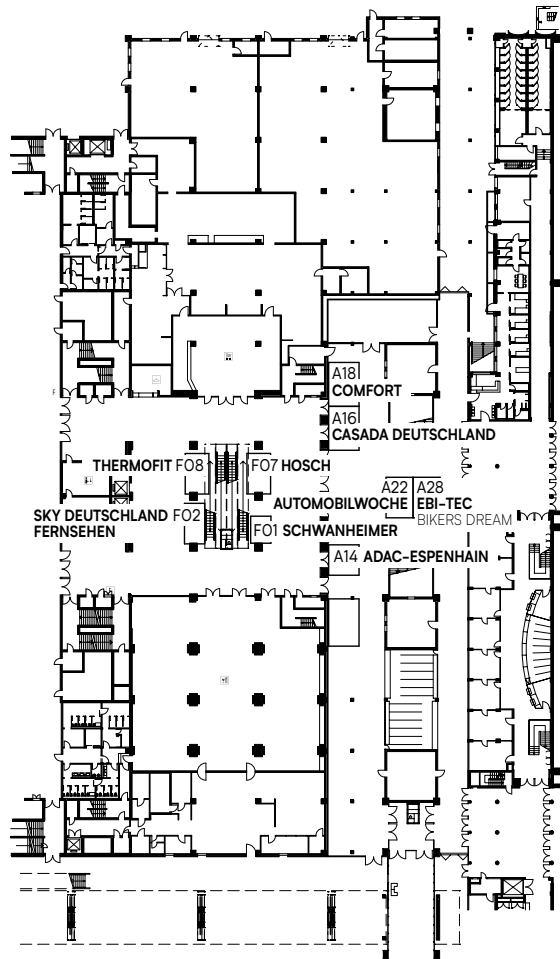 A18
COMFORT
A16
CASADA DEUTSCHLAND
THERMOFIT F08
F07 HOSCH
A22
AUTOMOBILWOCHE
A28
EBI-TEC
BIKERS DREAM
SKY DEUTSCHLAND F02
FERNSEHEN
F01 SCHWANHEIMER
A14 ADAC-ESPENHAIN